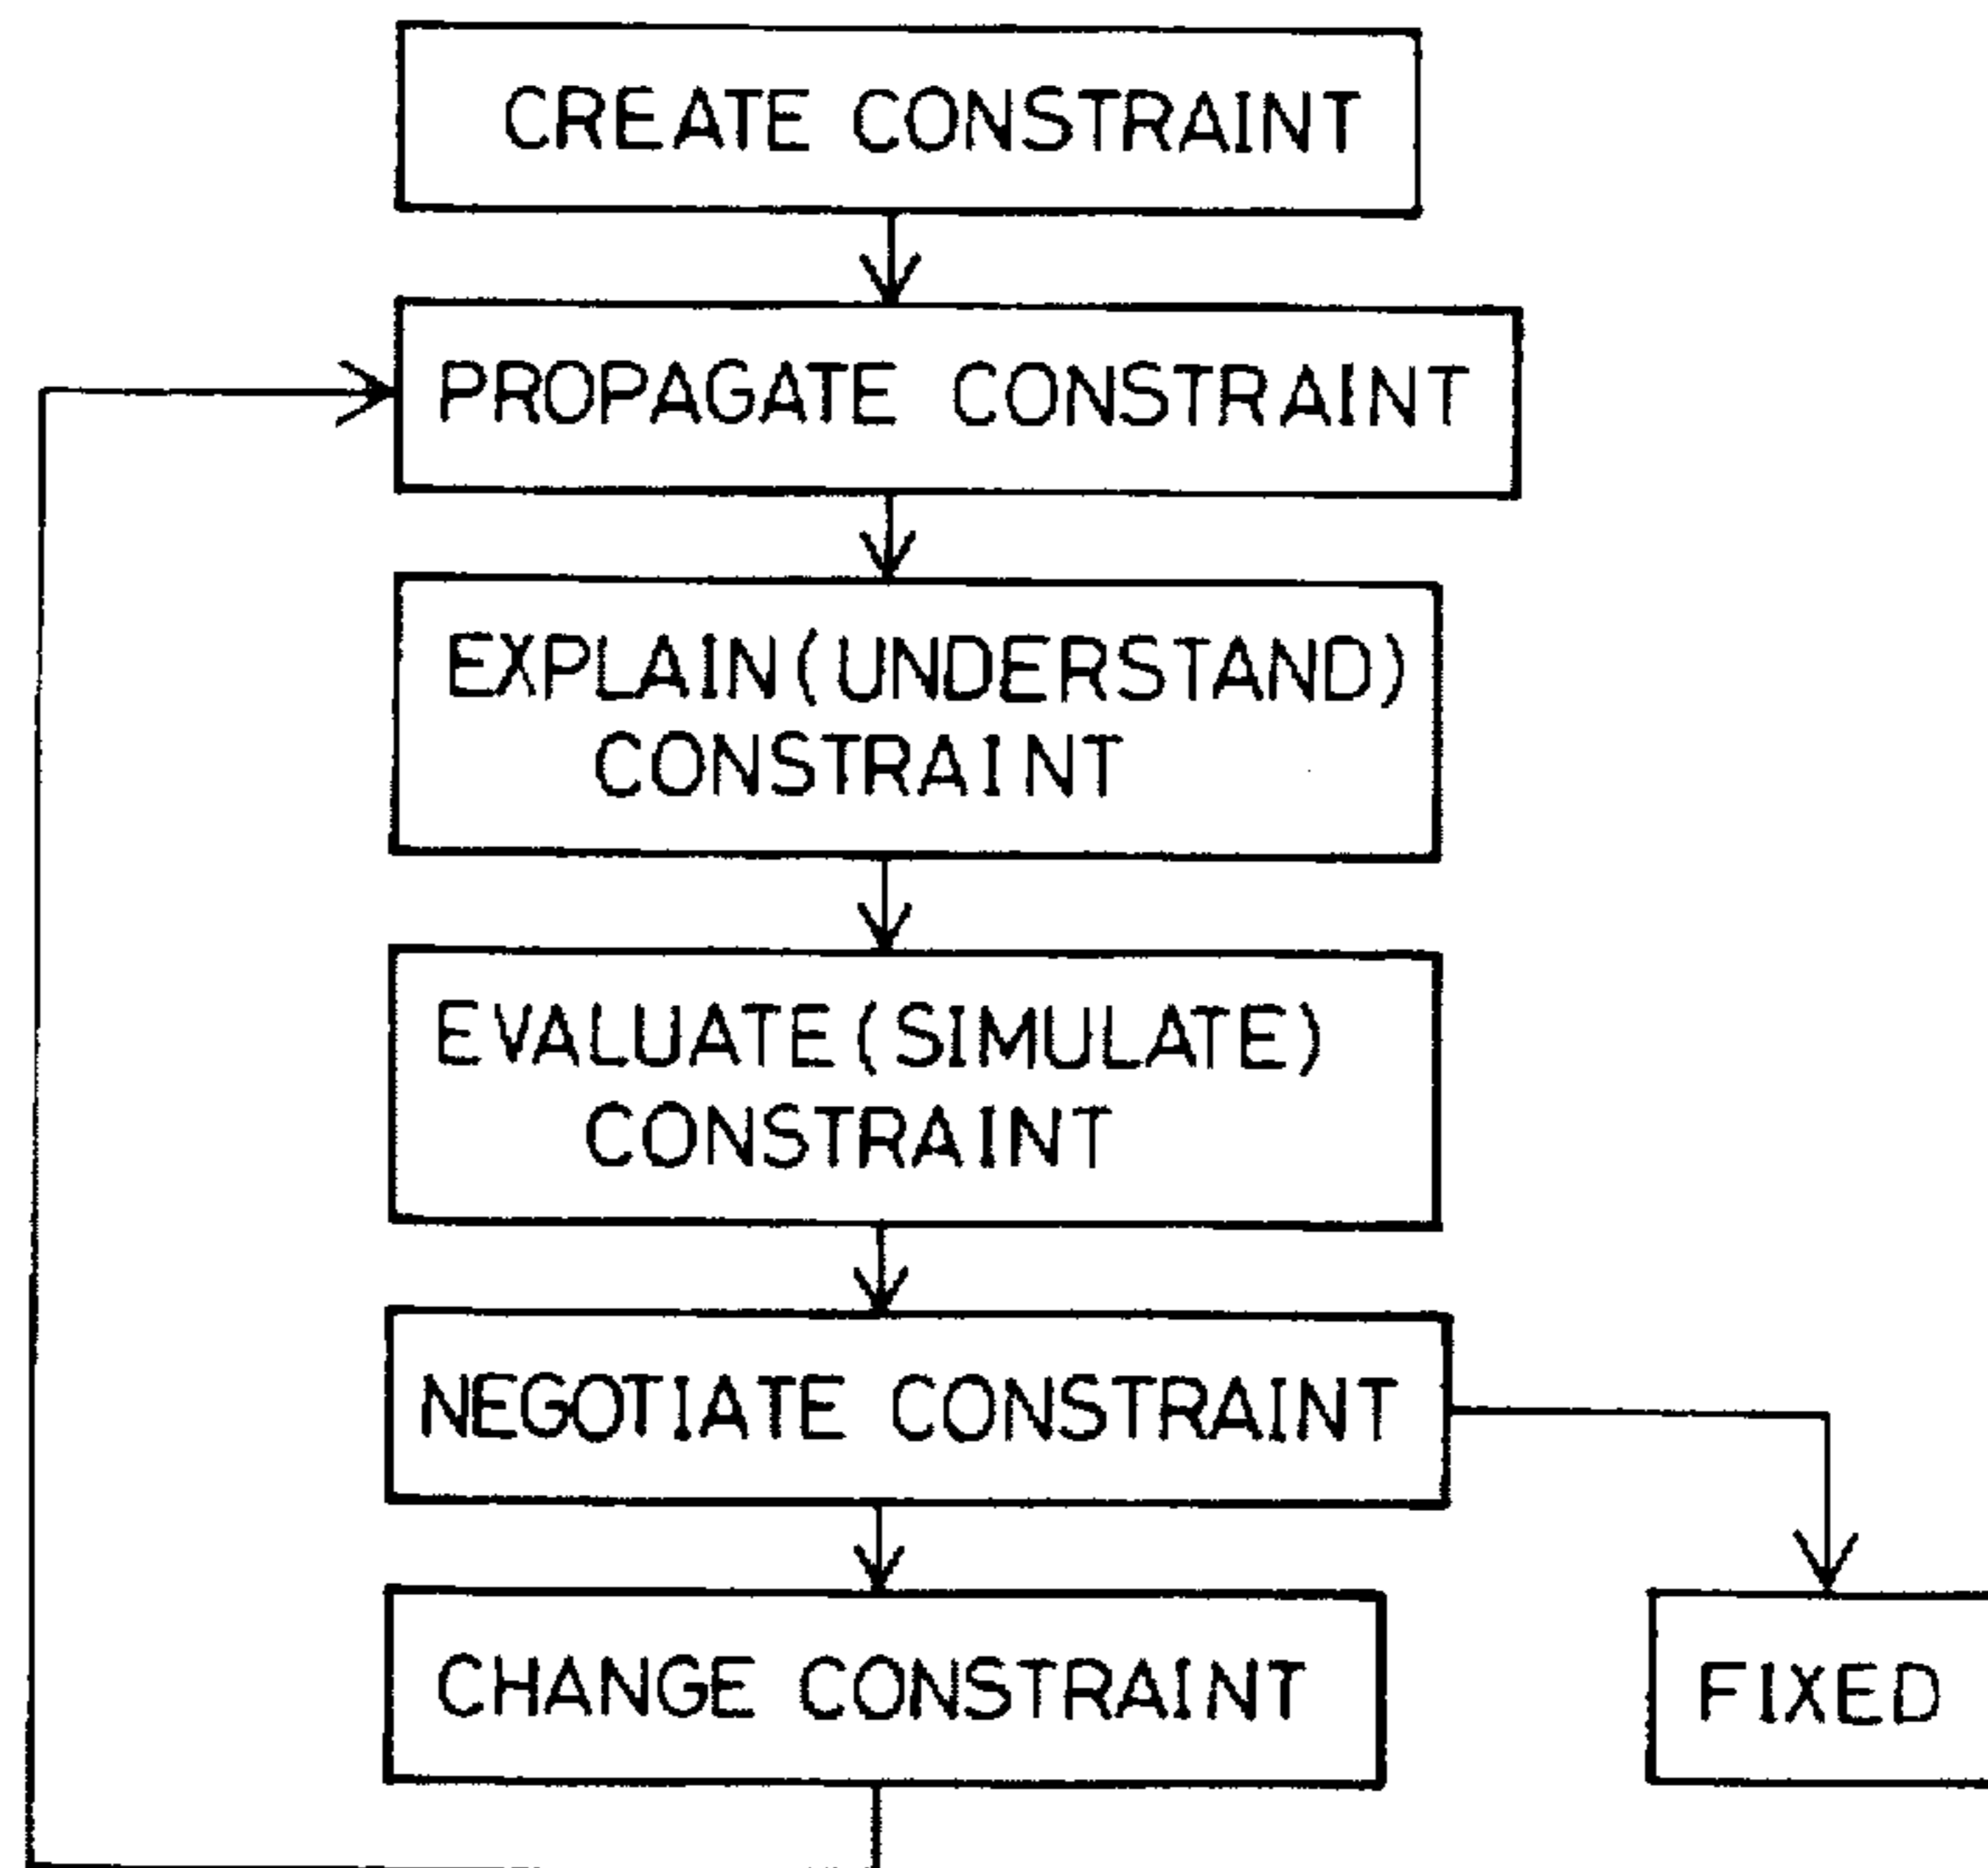 CREATE CONSTRAINT
PROPAGATE CONSTRAINT
EXPLAIN(UNDERSTAND)
CONSTRAINT
EVALUATE(SIMULATE)
CONSTRAINT
NEGOTIATE CONSTRAINT
CHANGE CONSTRAINT
FIXED